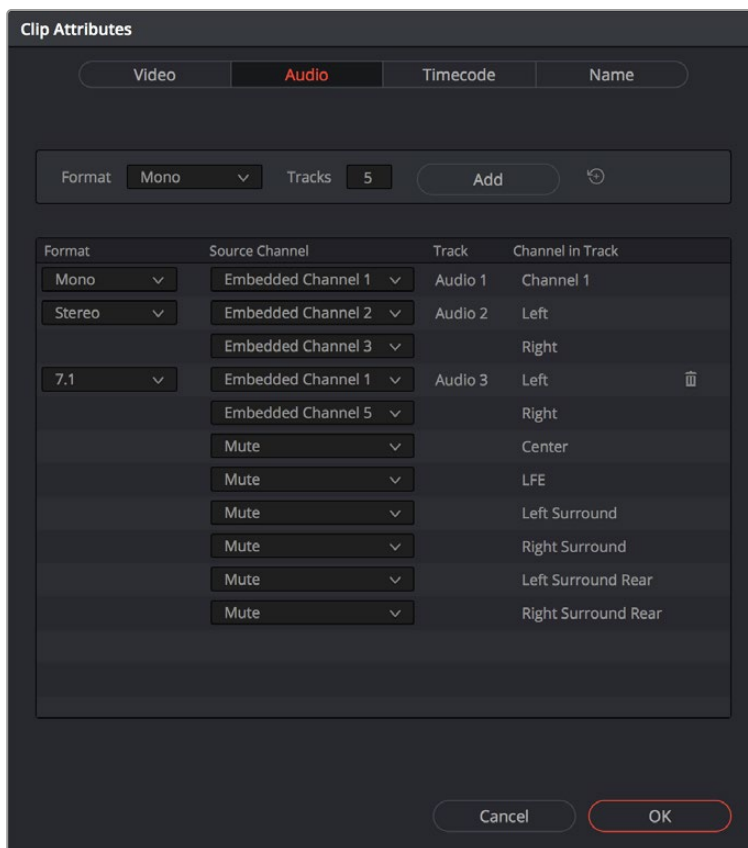 Clip Attributes
Video Audio Timecode Name
Format Mono Tracks 5 Add
Format Source Channel Track Channel in Track
Mono Embedded Channel 1 Audio 1 Channel 1
Stereo Embedded Channel 2 Audio 2 Left
Embedded Channel 3 Right
7.1 Embedded Channel 1 Audio 3 Left
Embedded Channel 5 Right
Mute Center
Mute LFE
Mute Left Surround
Mute Right Surround
Mute Left Surround Rear
Mute Right Surround Rear
Cancel OK